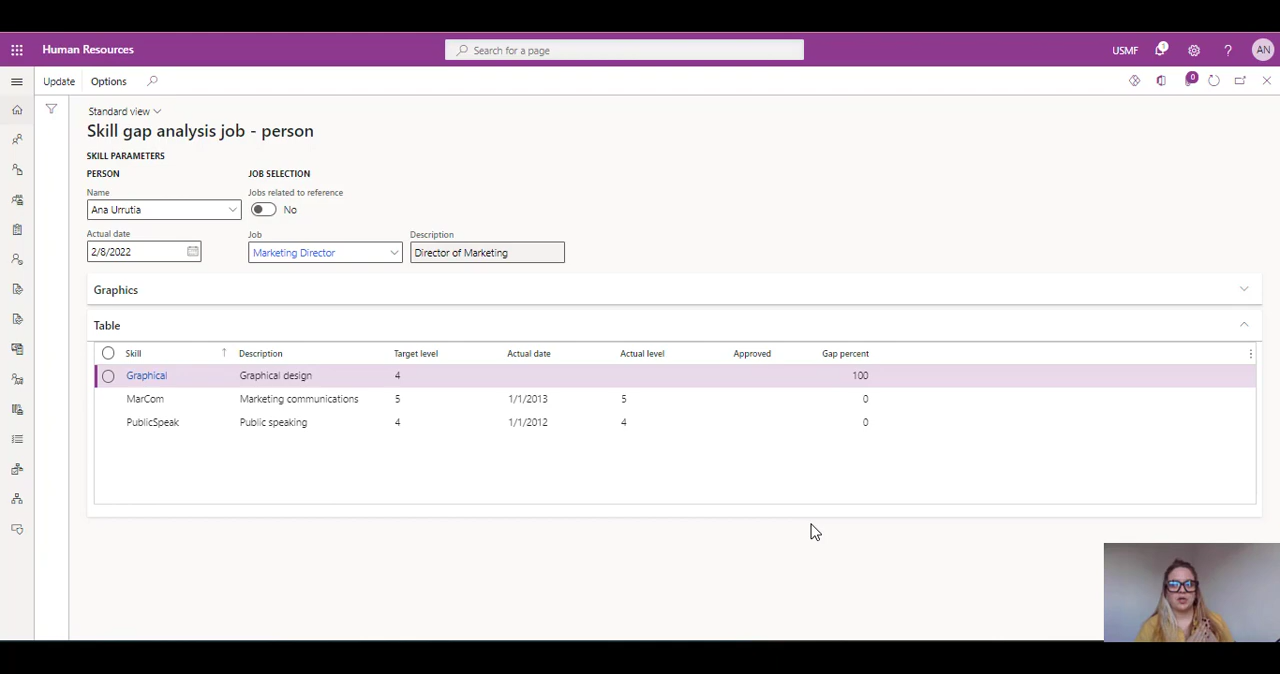 Human Resources
Search for a page
USMF
1
?
AN
Update
Options
0
Standard view
Skill gap analysis job - person
SKILL PARAMETERS
PERSON
JOB SELECTION
Name
Jobs related to reference
Ana Urrutia
No
Actual date
Job
Description
2/8/2022
Marketing Director
Director of Marketing
Graphics
Table
Skill Description Target level Actual date Actual level Approved Gap percent
Graphical Graphical design 4 100
MarCom Marketing communications 5 1/1/2013 5 0
PublicSpeak Public speaking 4 1/1/2012 4 0